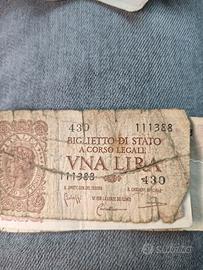 430 111388
BIGLIETTO DI STATO
A CORSO LEGALE
VNA LIRA
111388 430
subito